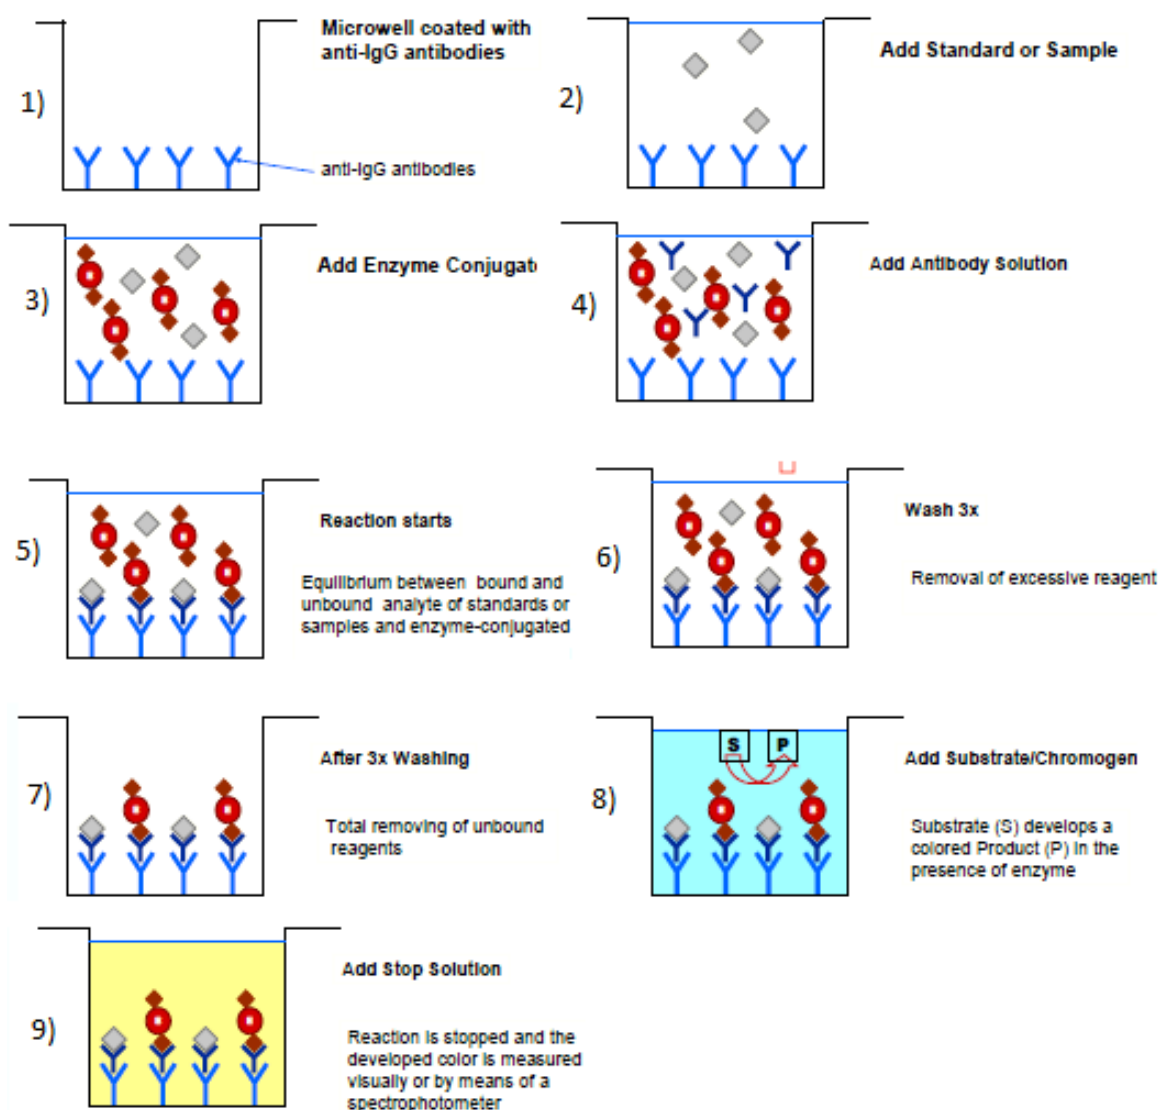 1)
Microwell coated with
anti-IgG antibodies
anti-IgG antibodies
2)
Add Standard or Sample
3)
Add Enzyme Conjugat
4)
Add Antibody Solution
5)
Reaction starts
Equilibrium between bound and
unbound analyte of standards or
samples and enzyme-conjugated
6)
Wash 3x
Removal of excessive reagent
7)
After 3x Washing
Total removing of unbound
reagents
8)
S P
Add Substrate/Chromogen
Substrate (S) develops a
colored Product (P) in the
presence of enzyme
9)
Add Stop Solution
Reaction is stopped and the
developed color is measured
visually or by means of a
spectrophotometer